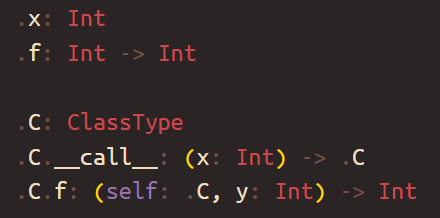 .x: Int
.f: Int -> Int
.C: ClassType
.C.__call__: (x: Int) -> .C
.C.f: (self: .C, y: Int) -> Int